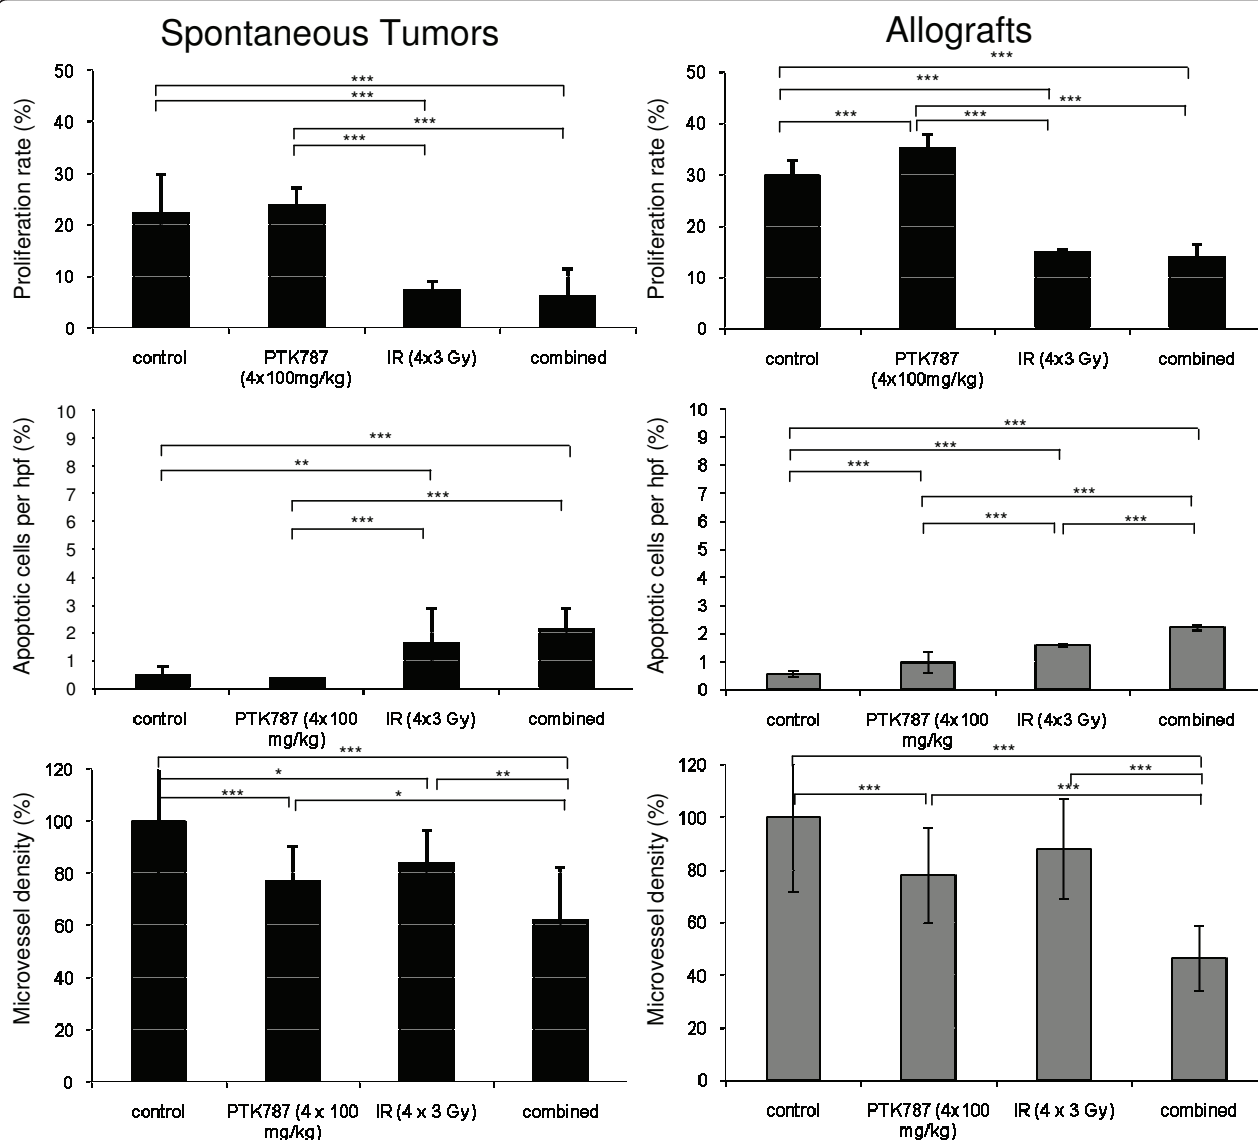 Spontaneous Tumors
Proliferation rate (%)
50
40
30
20
10
0
***
***
***
***
control
PTK787
(4x100mg/kg)
IR (4x3 Gy)
combined
Allografts
Proliferation rate (%)
50
40
30
20
10
0
***
***
***
***
***
control
PTK787
(4x100mg/kg)
IR (4x3 Gy)
combined
Apoptotic cells per hpf (%)
10
9
8
7
6
5
4
3
2
1
0
***
**
***
***
control
PTK787 (4x100
mg/kg)
IR (4x3 Gy)
combined
Apoptotic cells per hpf (%)
10
9
8
7
6
5
4
3
2
1
0
***
***
***
***
***
***
control
PTK787 (4x100
mg/kg
IR (4x3 Gy)
combined
Microvessel density (%)
120
100
80
60
40
20
0
***
*
**
***
*
control
PTK787 (4 x 100
mg/kg)
IR (4 x 3 Gy)
combined
Microvessel density (%)
120
100
80
60
40
20
0
***
***
***
***
control
PTK787 (4x100
mg/kg)
IR (4 x 3 Gy)
combined